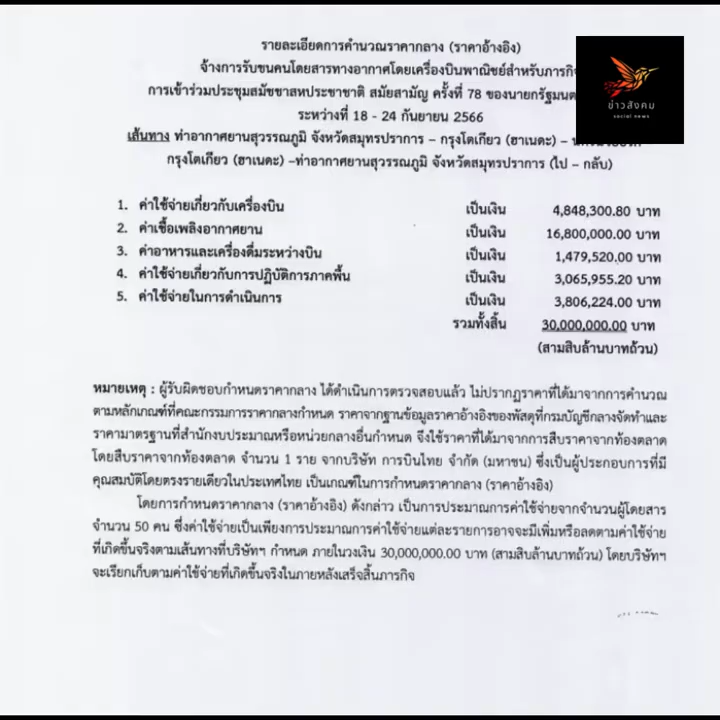 รายละเอียดการคำนวณราคากลาง (ราคาอ้างอิง)
จ้างการรับขนคนโดยสารทางอากาศโดยเครื่องบินพาณิชย์สำหรับภารกิจ
การเข้าร่วมประชุมสมัชชาสหประชาชาติ สมัยสามัญ ครั้งที่ 78 ของนายกรัฐมนต
ระหว่างที่ 18 - 24 กันยายน 2566
เส้นทาง ท่าอากาศยานสุวรรณภูมิ จังหวัดสมุทรปราการ – กรุงโตเกียว (ฮาเนดะ) –
กรุงโตเกียว (ฮาเนดะ) –ท่าอากาศยานสุวรรณภูมิ จังหวัดสมุทรปราการ (ไป – กลับ)
ข่าวสังคม
social news
1. ค่าใช้จ่ายเกี่ยวกับเครื่องบิน เป็นเงิน 4,848,300.80 บาท
2. ค่าเชื้อเพลิงอากาศยาน เป็นเงิน 16,800,000.00 บาท
3. ค่าอาหารและเครื่องดื่มระหว่างบิน เป็นเงิน 1,479,520.00 บาท
4. ค่าใช้จ่ายเกี่ยวกับการปฏิบัติการภาคพื้น เป็นเงิน 3,065,955.20 บาท
5. ค่าใช้จ่ายในการดำเนินการ เป็นเงิน 3,806,224.00 บาท
รวมทั้งสิ้น 30,000,000.00 บาท
(สามสิบล้านบาทถ้วน)
หมายเหตุ : ผู้รับผิดชอบกำหนดราคากลาง ได้ดำเนินการตรวจสอบแล้ว ไม่ปรากฏราคาที่ได้มาจากการคำนวณ
ตามหลักเกณฑ์ที่คณะกรรมการราคากลางกำหนด ราคาจากฐานข้อมูลราคาอ้างอิงของพัสดุที่กรมบัญชีกลางจัดทำและ
ราคามาตรฐานที่สำนักงบประมาณหรือหน่วยกลางอื่นกำหนด จึงใช้ราคาที่ได้มาจากการสืบราคาจากท้องตลาด
โดยสืบราคาจากท้องตลาด จำนวน 1 ราย จากบริษัท การบินไทย จำกัด (มหาชน) ซึ่งเป็นผู้ประกอบการที่มี
คุณสมบัติโดยตรงรายเดียวในประเทศไทย เป็นเกณฑ์ในการกำหนดราคากลาง (ราคาอ้างอิง)
โดยการกำหนดราคากลาง (ราคาอ้างอิง) ดังกล่าว เป็นการประมาณการค่าใช้จ่ายจากจำนวนผู้โดยสาร
จำนวน 50 คน ซึ่งค่าใช้จ่ายเป็นเพียงการประมาณการค่าใช้จ่ายแต่ละรายการอาจจะมีเพิ่มหรือลดตามค่าใช้จ่าย
ที่เกิดขึ้นจริงตามเส้นทางที่บริษัทฯ กำหนด ภายในวงเงิน 30,000,000.00 บาท (สามสิบล้านบาทถ้วน) โดยบริษัทฯ
จะเรียกเก็บตามค่าใช้จ่ายที่เกิดขึ้นจริงในภายหลังเสร็จสิ้นภารกิจ